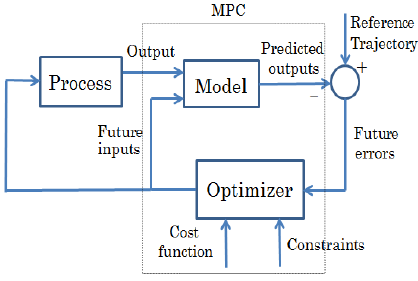 MPC
Reference
Trajectory
Output
Predicted
outputs
+
Process
Model
−
Future
inputs
Future
errors
Optimizer
Cost
function
Constraints